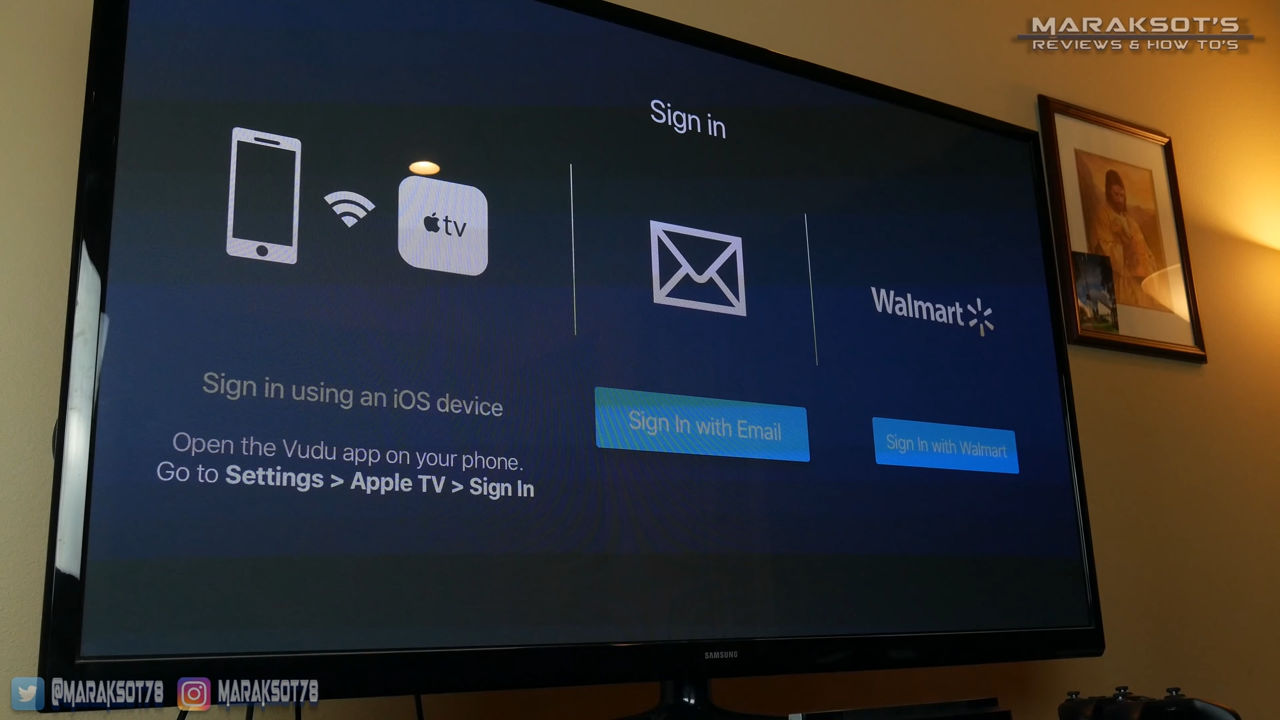 MARAKSOT'S
REVIEWS & HOW TO'S
Sign in
tv
Walmart
Sign in using an iOS device
Open the Vudu app on your phone.
Go to Settings > Apple TV > Sign In
Sign In with Email
Sign In with Walmart
SAMSUNG
@MARAKSOT78
MARAKSOT78